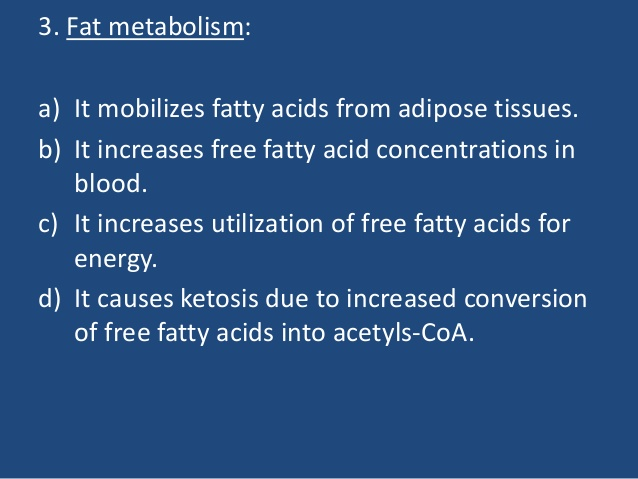 3. Fat metabolism:
a) It mobilizes fatty acids from adipose tissues.
b) It increases free fatty acid concentrations in
blood.
c) It increases utilization of free fatty acids for
energy.
d) It causes ketosis due to increased conversion
of free fatty acids into acetyls-CoA.